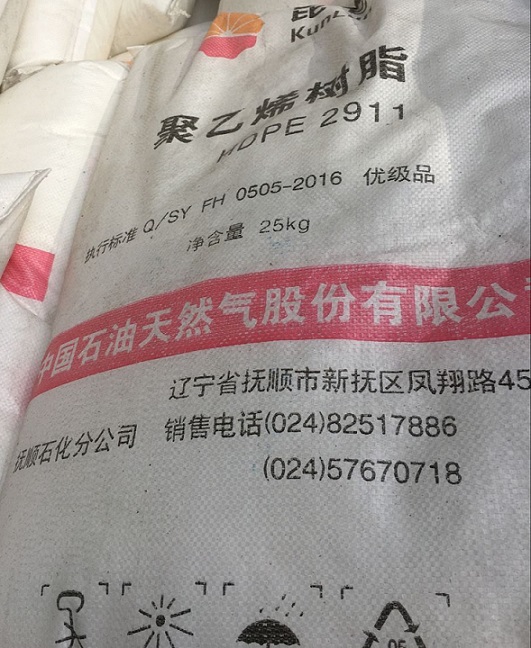 KunL
聚乙烯树脂
HDPE 2911
执行标准 Q/SY FH 0505-2016 优级品
净含量 25kg
中国石油天然气股份有限公
辽宁省抚顺市新抚区凤翔路45
抚顺石化分公司 销售电话(024)82517886
(024)57670718
05